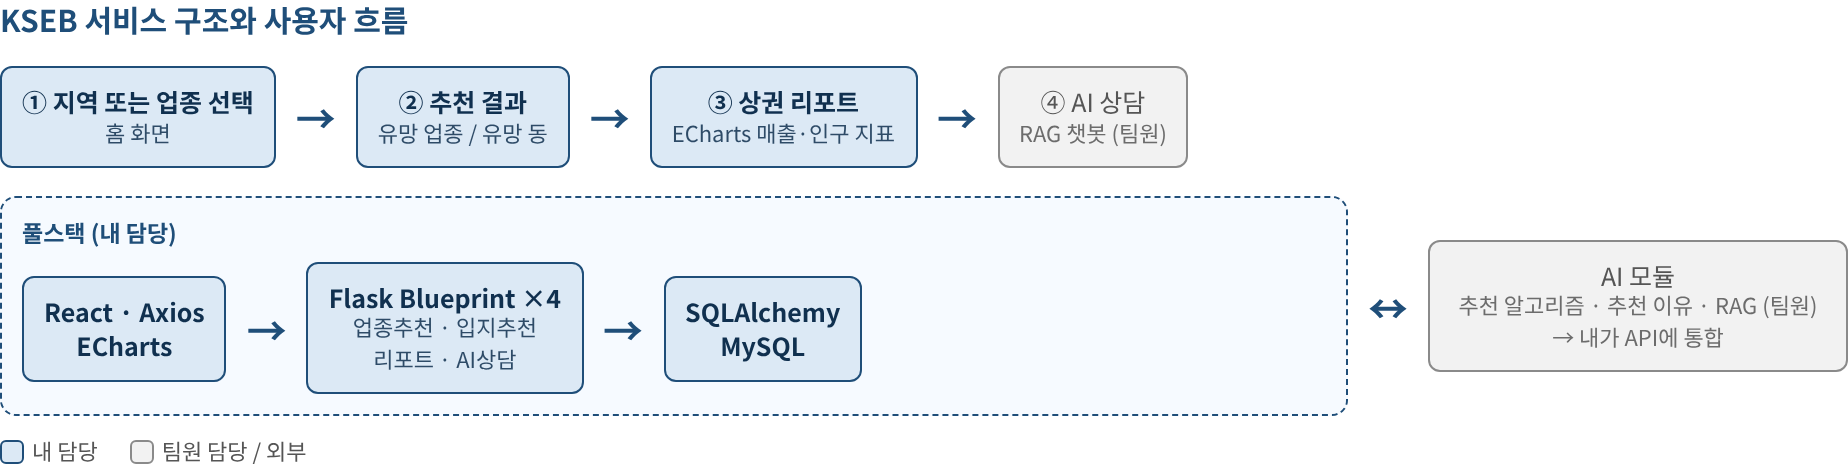 KSEB 서비스 구조와 사용자 흐름
① 지역 또는 업종 선택
홈 화면
→
② 추천 결과
유망 업종 / 유망 동
→
③ 상권 리포트
ECharts 매출·인구 지표
→
④ AI 상담
RAG 챗봇 (팀원)
풀스택 (내 담당)
React · Axios
ECharts
→
Flask Blueprint ×4
업종추천 · 입지추천
리포트 · AI상담
→
SQLAlchemy
MySQL
↔
AI 모듈
추천 알고리즘 · 추천 이유 · RAG (팀원)
→ 내가 API에 통합
내 담당
팀원 담당 / 외부